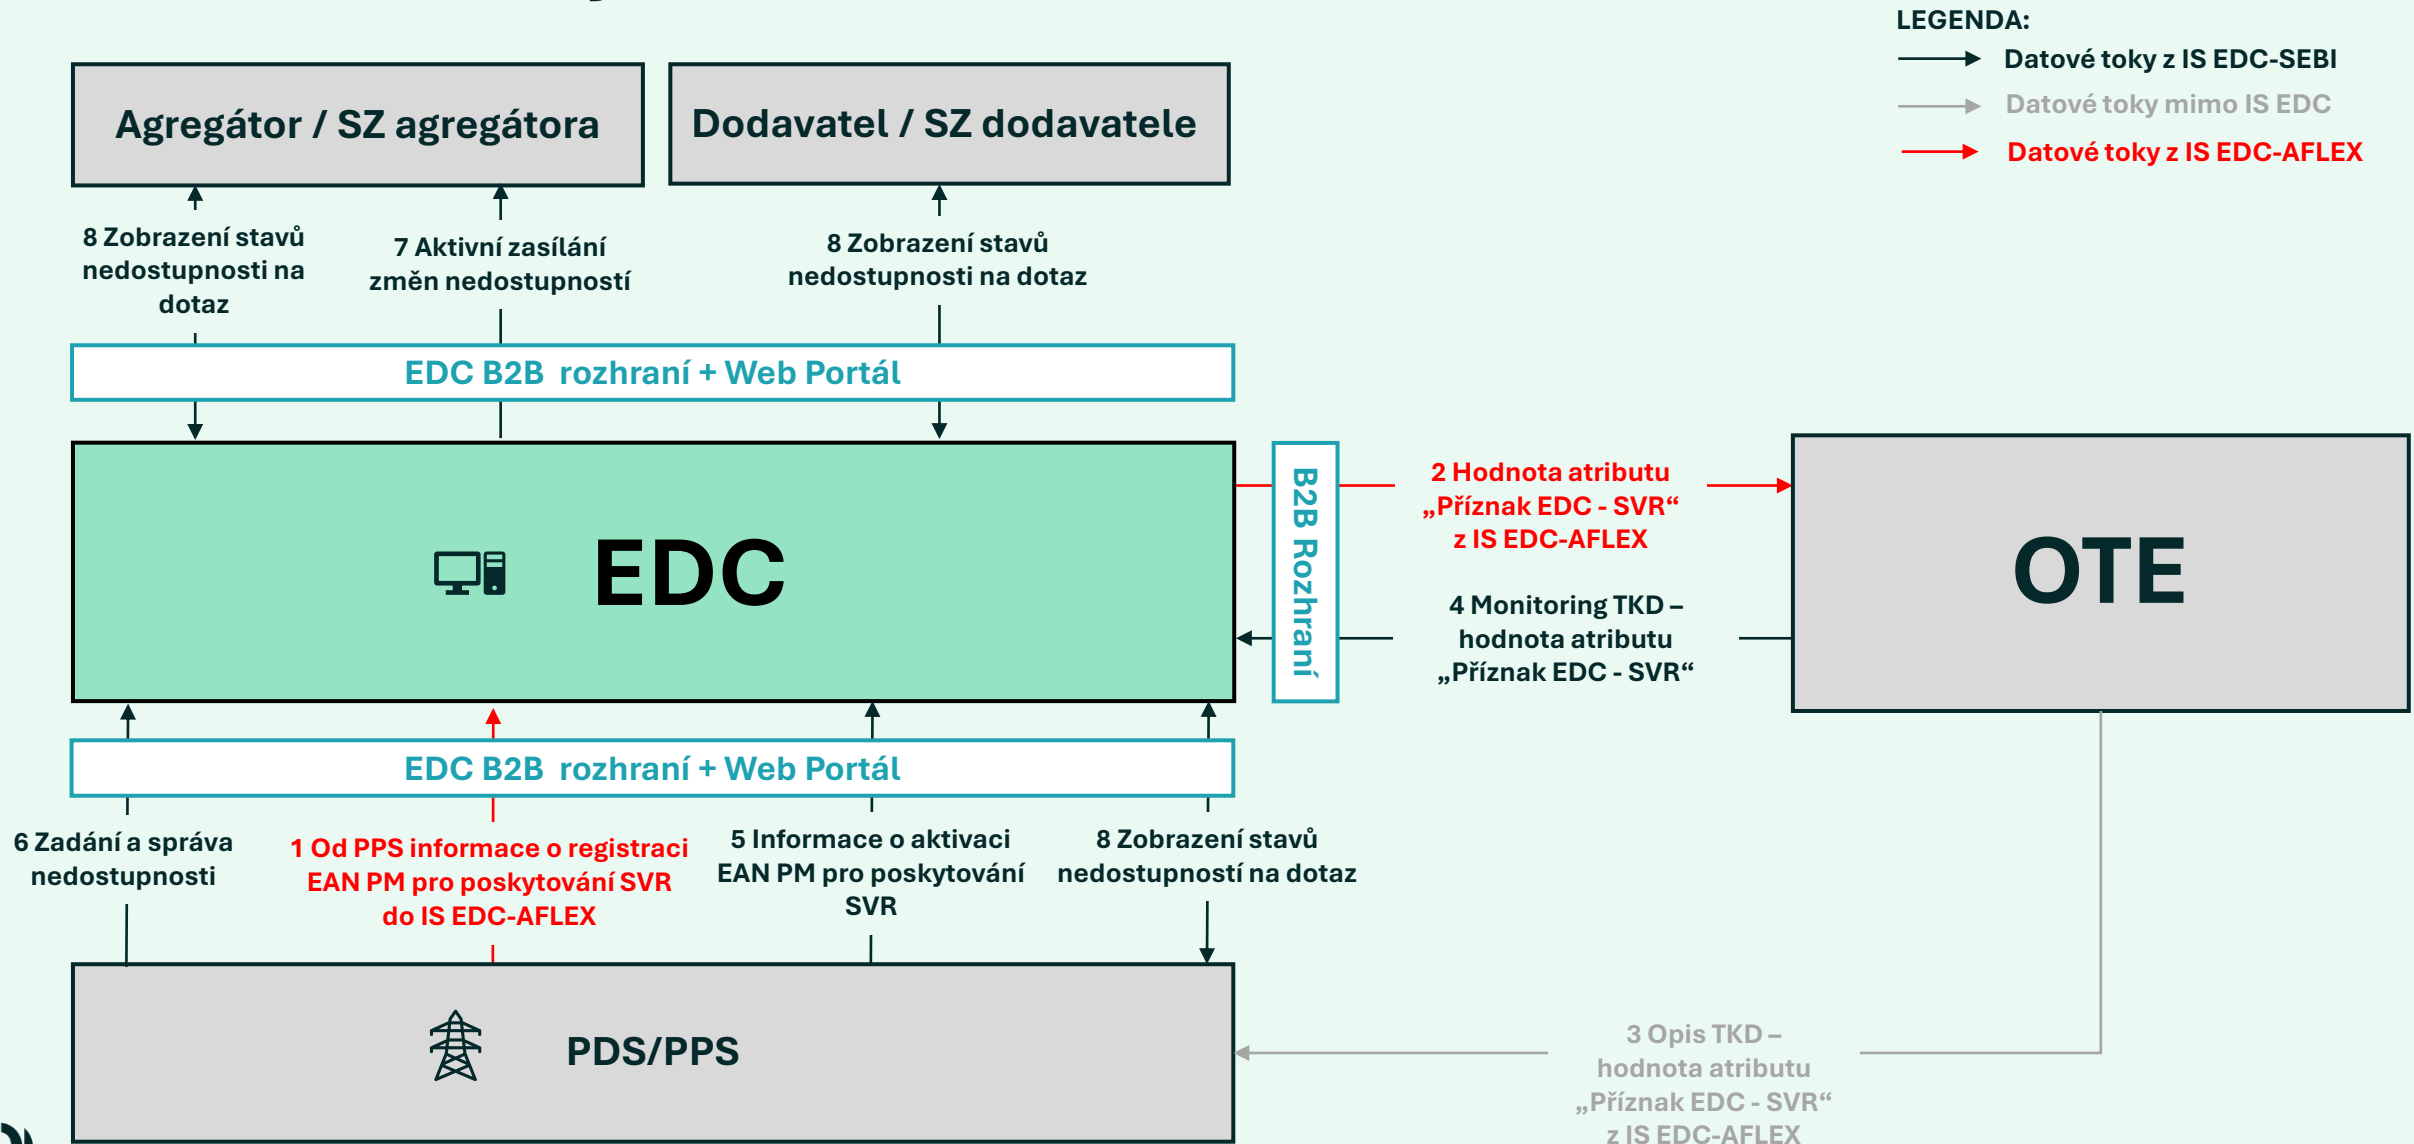 LEGENDA:
Datové toky z IS EDC-SEBI
Datové toky mimo IS EDC
Datové toky z IS EDC-AFLEX
Agregátor / SZ agregátora
Dodavatel / SZ dodavatele
8 Zobrazení stavů
nedostupnosti na
dotaz
7 Aktivní zasílání
změn nedostupností
8 Zobrazení stavů
nedostupnosti na dotaz
EDC B2B  rozhraní + Web Portál
EDC
B2B Rozhraní
2 Hodnota atributu
„Příznak EDC - SVR“
z IS EDC-AFLEX
4 Monitoring TKD –
hodnota atributu
„Příznak EDC - SVR“
OTE
EDC B2B  rozhraní + Web Portál
6 Zadání a správa
nedostupnosti
1 Od PPS informace o registraci
EAN PM pro poskytování SVR
do IS EDC-AFLEX
5 Informace o aktivaci
EAN PM pro poskytování
SVR
8 Zobrazení stavů
nedostupností na dotaz
PDS/PPS
3 Opis TKD –
hodnota atributu
„Příznak EDC - SVR“
z IS EDC-AFLEX